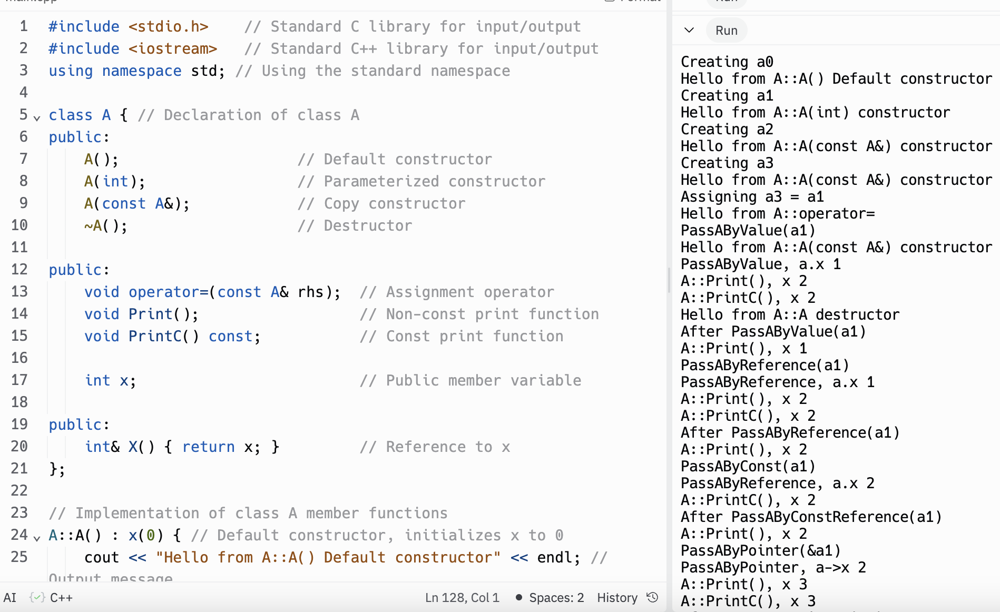 main.cpp
Format
1 #include <stdio.h>    // Standard C library for input/output
2 #include <iostream>   // Standard C++ library for input/output
3 using namespace std; // Using the standard namespace
4
5 class A { // Declaration of class A
6 public:
7     A();                    // Default constructor
8     A(int);                 // Parameterized constructor
9     A(const A&);            // Copy constructor
10     ~A();                   // Destructor
11
12 public:
13     void operator=(const A& rhs);  // Assignment operator
14     void Print();                  // Non-const print function
15     void PrintC() const;           // Const print function
16
17     int x;                         // Public member variable
18
19 public:
20     int& X() { return x; }         // Reference to x
21 };
22
23 // Implementation of class A member functions
24 A::A() : x(0) { // Default constructor, initializes x to 0
25     cout << "Hello from A::A() Default constructor" << endl; //
Output message
AI C++
Ln 128, Col 1 Spaces: 2 History
Run
Run
Creating a0
Hello from A::A() Default constructor
Creating a1
Hello from A::A(int) constructor
Creating a2
Hello from A::A(const A&) constructor
Creating a3
Hello from A::A(const A&) constructor
Assigning a3 = a1
Hello from A::operator=
PassAByValue(a1)
Hello from A::A(const A&) constructor
PassAByValue, a.x 1
A::Print(), x 2
A::PrintC(), x 2
Hello from A::A destructor
After PassAByValue(a1)
A::Print(), x 1
PassAByReference(a1)
PassAByReference, a.x 1
A::Print(), x 2
A::PrintC(), x 2
After PassAByReference(a1)
A::Print(), x 2
PassAByConst(a1)
PassAByReference, a.x 2
A::PrintC(), x 2
After PassAByConstReference(a1)
A::Print(), x 2
PassAByPointer(&a1)
PassAByPointer, a->x 2
A::Print(), x 3
A::PrintC(), x 3